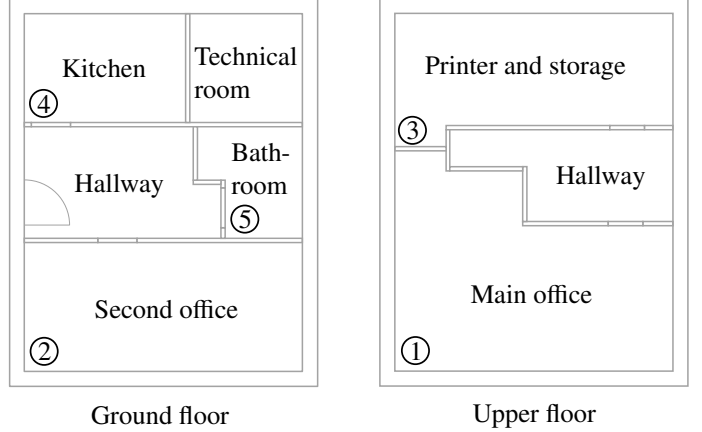 Kitchen
Technical
room
④
Hallway
Bath-
room
⑤
Second office
②
Ground floor
Printer and storage
③
Hallway
Main office
①
Upper floor